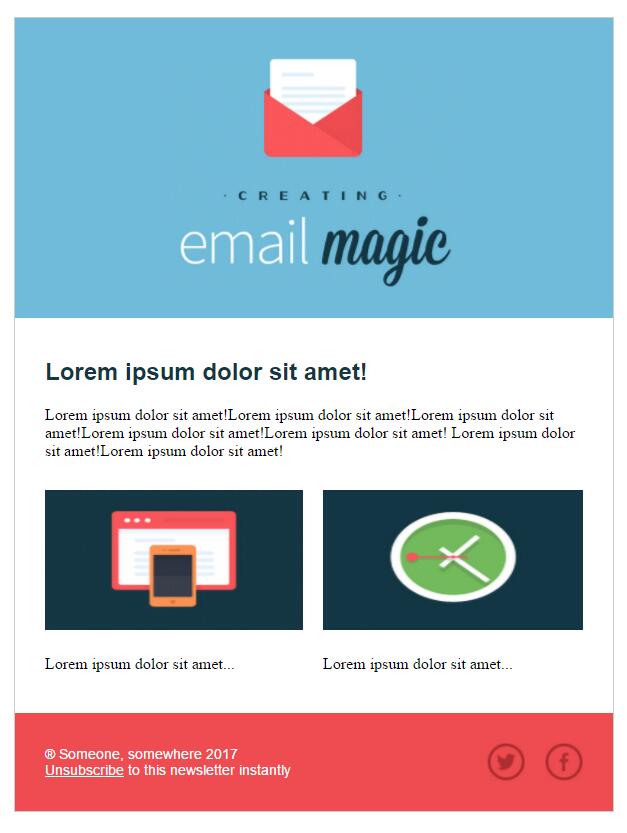 · CREATING ·
email magic
Lorem ipsum dolor sit amet!
Lorem ipsum dolor sit amet!Lorem ipsum dolor sit amet!Lorem ipsum dolor sit
amet!Lorem ipsum dolor sit amet!Lorem ipsum dolor sit amet! Lorem ipsum dolor
sit amet!Lorem ipsum dolor sit amet!
Lorem ipsum dolor sit amet...
Lorem ipsum dolor sit amet...
® Someone, somewhere 2017
Unsubscribe to this newsletter instantly